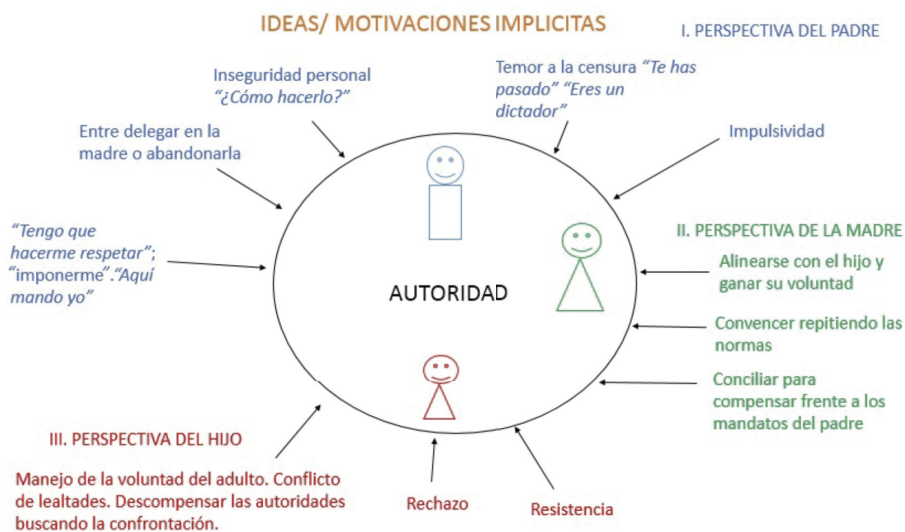 IDEAS/ MOTIVACIONES IMPLICITAS
I. PERSPECTIVA DEL PADRE
Inseguridad personal
"¿Cómo hacerlo?"
Temor a la censura "Te has
pasado" "Eres un
dictador"
Entre delegar en la
madre o abandonarla
Impulsividad
"Tengo que
hacerme respetar";
"imponerme"."Aquí
mando yo"
II. PERSPECTIVA DE LA MADRE
Alinearse con el hijo y
ganar su voluntad
AUTORIDAD
Convencer repitiendo las
normas
Conciliar para
compensar frente a los
mandatos del padre
III. PERSPECTIVA DEL HIJO
Manejo de la voluntad del adulto. Conflicto
de lealtades. Descompensar las autoridades
buscando la confrontación.
Rechazo
Resistencia